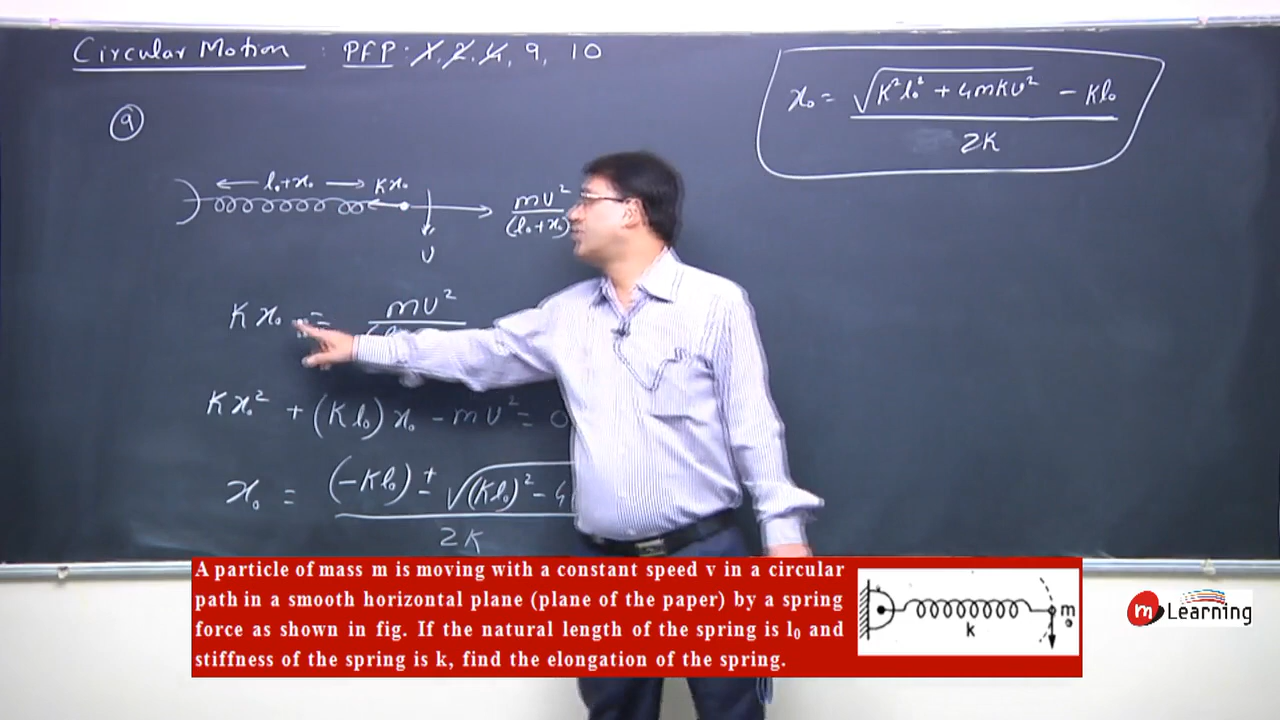 Circular Motion : PFP : 1, 2, 4, 9, 10
x₀ = (√(K²l₀² + 4mKv²) - Kl₀) / 2K
9
l₀+x₀
Kx₀
mv² / (l₀+x₀)
v
Kx₀ = mv²
Kx₀² + (Kl₀)x₀ - mv² = 0
x₀ = (-Kl₀) ± √(Kl₀)² - 4
2K
A particle of mass m is moving with a constant speed v in a circular
path in a smooth horizontal plane (plane of the paper) by a spring
force as shown in fig. If the natural length of the spring is l₀ and
stiffness of the spring is k, find the elongation of the spring.
k
m
m Learning